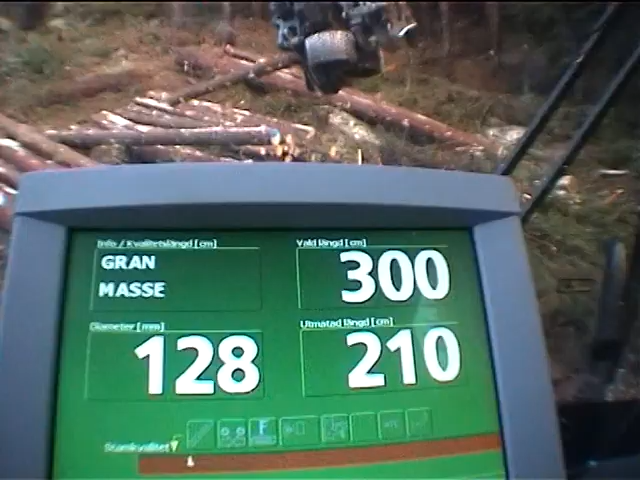 Info / Kvalitetslängd [cm]
GRAN
MASSE
Vald längd [cm]
300
Diameter [mm]
128
Utmatad längd [cm]
210
F
Stamkvalitet